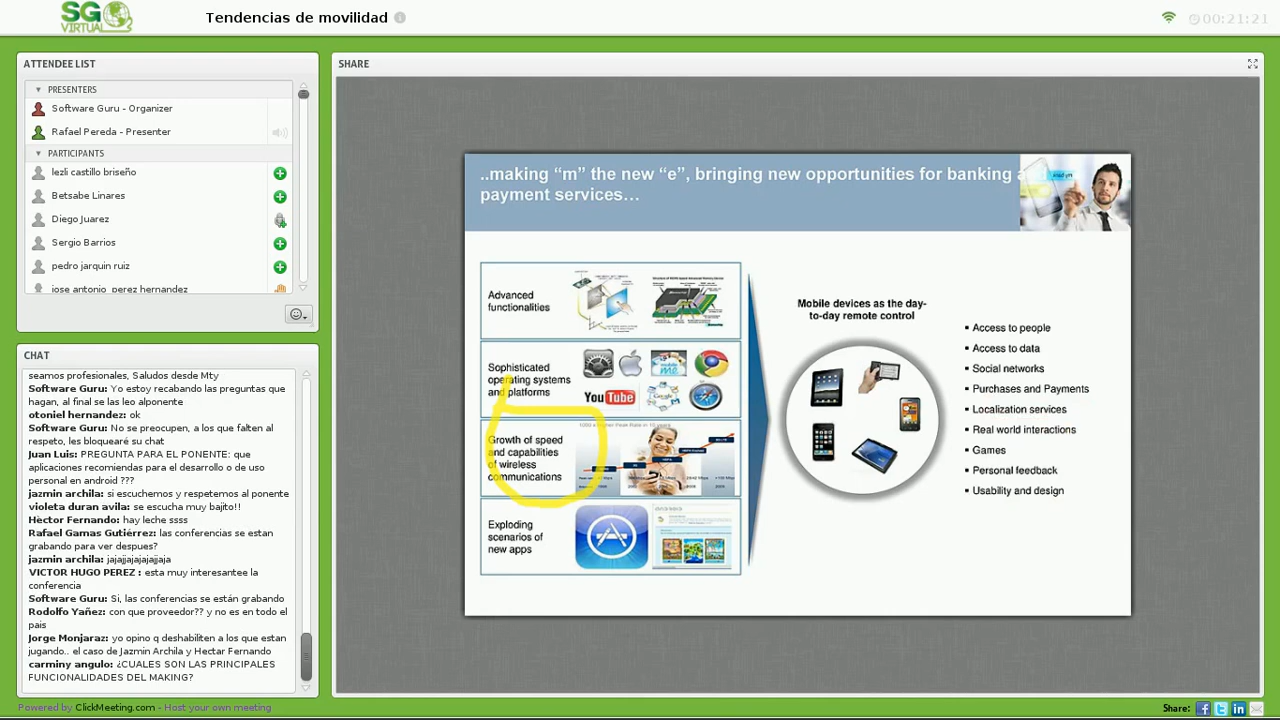 SG
VIRTUAL
Tendencias de movilidad
00:21:21
ATTENDEE LIST
PRESENTERS
Software Guru - Organizer
Rafael Pereda - Presenter
PARTICIPANTS
lezli castillo briseño
Betsabe Linares
Diego Juarez
Sergio Barrios
pedro jarquin ruiz
jose antonio perez hernandez
CHAT
seamos profesionales, Saludos desde Mty
Software Guru: Yo estoy recabando las preguntas que
hagan, al final se las leo alponente
otoniel hernandez: ok
Software Guru: No se preocupen, a los que falten al
respeto, les bloquearé su chat
Juan Luis: PREGUNTA PARA EL PONENTE: que
aplicaciones recomiendas para el desarrollo o de uso
personal en android ???
jazmin archila: si escuchemos y respetemos al ponente
violeta duran avila: se escucha muy bajito!!
Hècter Fernando: hay leche ssss
Rafael Gamas Gutiérrez: las conferencias se estan
grabando para ver despues?
jazmin archila: jajajjajajajajjaja
VICTOR HUGO PEREZ : esta muy interesantee la
conferencia
Software Guru: Si, las conferencias se están grabando
Rodolfo Yañez: con que proveedor?? y no es en todo el
pais
Jorge Monjaraz: yo opino q deshabiliten a los que estan
jugando.. el caso de Jazmin Archila y Hectar Fernando
carminy angulo: ¿CUALES SON LAS PRINCIPALES
FUNCIONALIDADES DEL MAKING?
SHARE
..making “m” the new “e”, bringing new opportunities for banking and
payment services…
Advanced
functionalities
Sophisticated
operating systems
and platforms
You Tube
Growth of speed
and capabilities
of wireless
communications
Exploding
scenarios of
new apps
Mobile devices as the day-
to-day remote control
▪ Access to people
▪ Access to data
▪ Social networks
▪ Purchases and Payments
▪ Localization services
▪ Real world interactions
▪ Games
▪ Personal feedback
▪ Usability and design
Powered by ClickMeeting.com - Host your own meeting
Share: